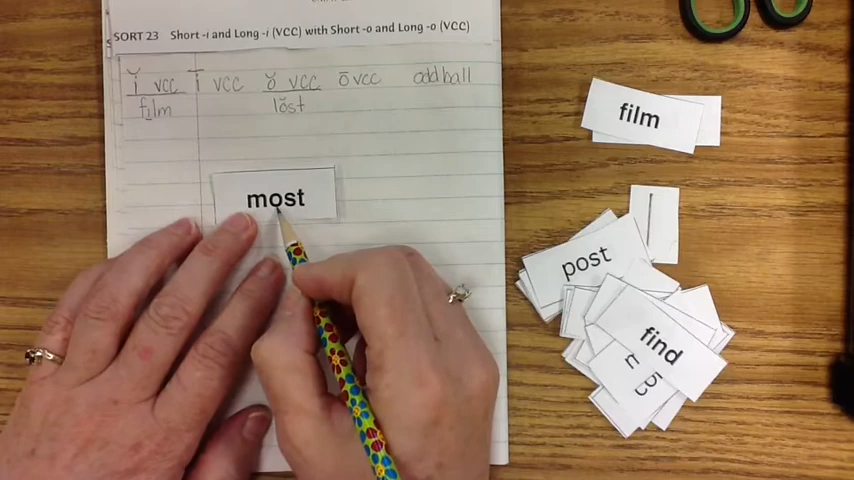 SORT 23 Short-i and Long-i (VCC) with Short-o and Long-o (VCC)
ĭ vcc ī vcc ŏ vcc ō vcc oddball
film lŏst
most
film
post
find